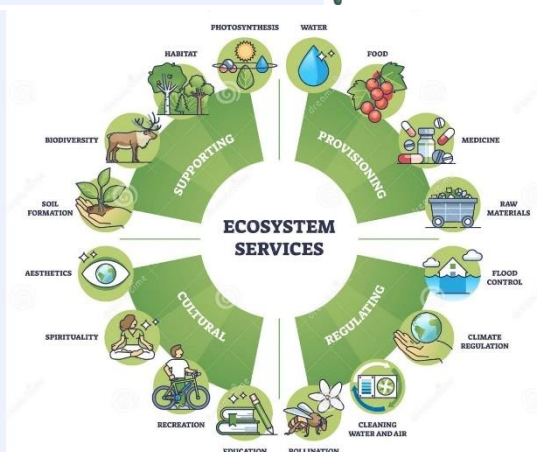 PHOTOSYNTHESIS
WATER
HABITAT
FOOD
BIODIVERSITY
MEDICINE
SUPPORTING
PROVISIONING
SOIL
FORMATION
RAW
MATERIALS
ECOSYSTEM
SERVICES
AESTHETICS
FLOOD
CONTROL
SPIRITUALITY
CLIMATE
REGULATION
CULTURAL
REGULATING
RECREATION
CLEANING
WATER AND AIR
EDUCATION
POLLINATION